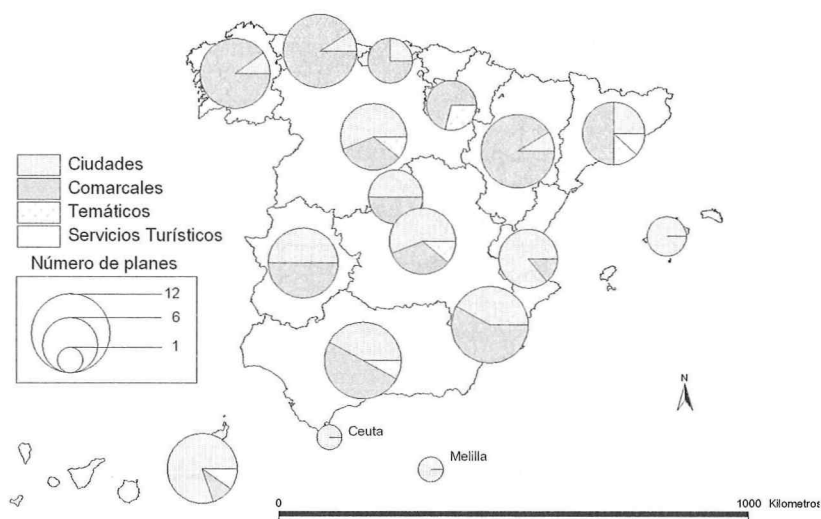 Ciudades
Comarcales
Temáticos
Servicios Turísticos
Número de planes
12
6
1
N
Ceuta
Melilla
0
1000 Kilometros